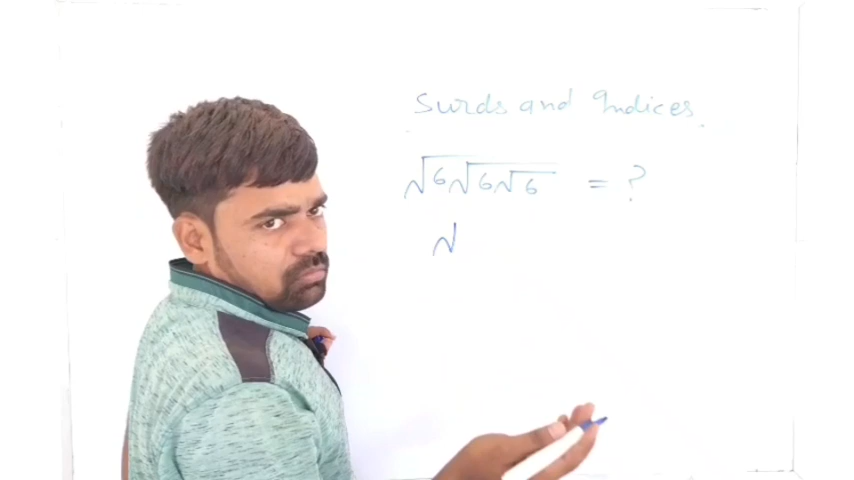 Surds and Indices.
√6√6√6 = ?
√